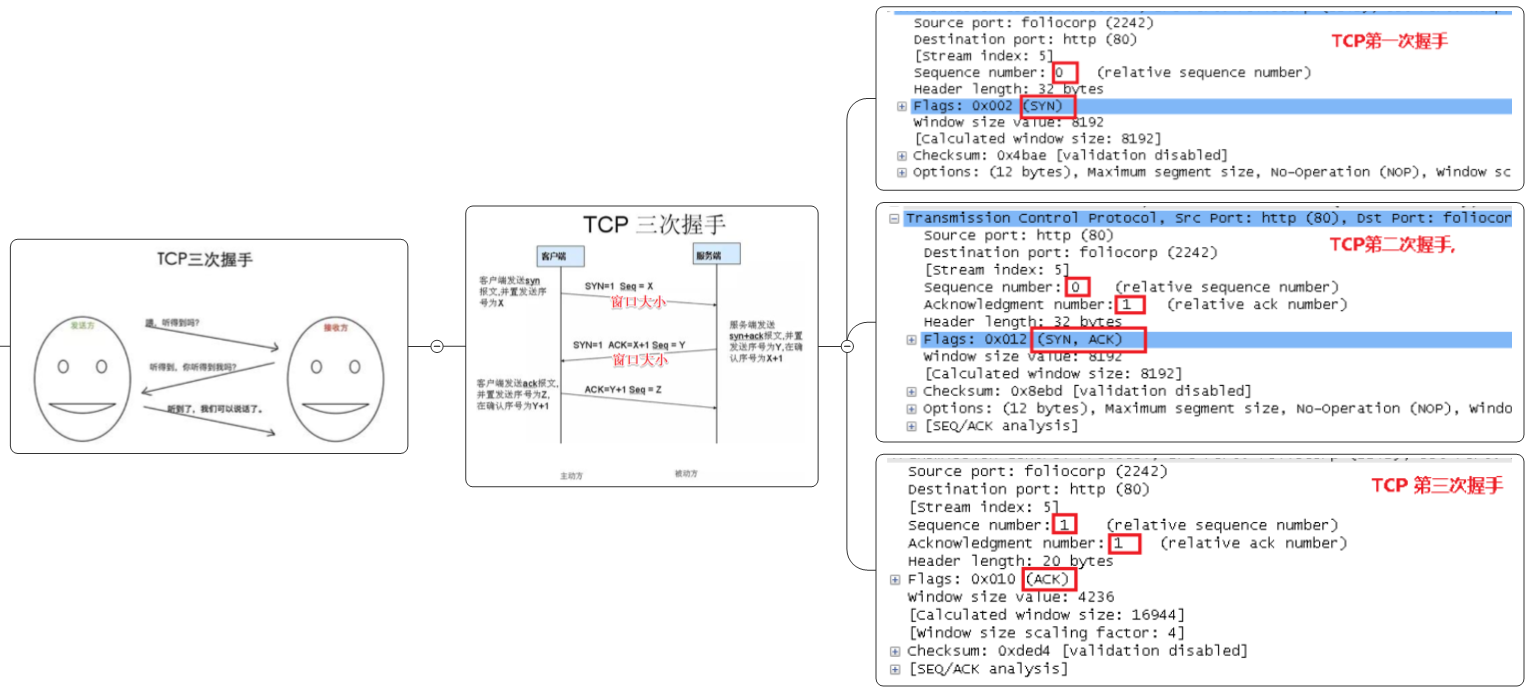 TCP三次握手
发送方
接收方
喂，听得到吗?
听得到，你听得到我吗?
听到了，我们可以说话了。
TCP 三次握手
客户端
服务端
客户端发送syn
报文,并置发送序
号为X
SYN=1 Seq = X
窗口大小
服务端发送
syn+ack报文,并置
发送序号为Y,在确
认序号为X+1
SYN=1 ACK=X+1 Seq = Y
窗口大小
客户端发送ack报文,
并置发送序号为Z,
在确认序号为Y+1
ACK=Y+1 Seq = Z
主动方
被动方
Source port: foliocorp (2242)
Destination port: http (80)
TCP第一次握手
[Stream index: 5]
Sequence number: 0 (relative sequence number)
Header length: 32 bytes
Flags: 0x002 (SYN)
Window size value: 8192
[Calculated window size: 8192]
Checksum: 0x4bae [validation disabled]
Options: (12 bytes), Maximum segment size, No-Operation (NOP), Window sc
Transmission Control Protocol, Src Port: http (80), Dst Port: foliocor
Source port: http (80)
TCP第二次握手,
Destination port: foliocorp (2242)
[Stream index: 5]
Sequence number: 0 (relative sequence number)
Acknowledgment number: 1 (relative ack number)
Header length: 32 bytes
Flags: 0x012 (SYN, ACK)
Window size value: 8192
[Calculated window size: 8192]
Checksum: 0x8ebd [validation disabled]
Options: (12 bytes), Maximum segment size, No-Operation (NOP), Windo
[SEQ/ACK analysis]
Source port: foliocorp (2242)
Destination port: http (80)
TCP 第三次握手
[Stream index: 5]
Sequence number: 1 (relative sequence number)
Acknowledgment number: 1 (relative ack number)
Header length: 20 bytes
Flags: 0x010 (ACK)
Window size value: 4236
[Calculated window size: 16944]
[Window size scaling factor: 4]
Checksum: 0xded4 [validation disabled]
[SEQ/ACK analysis]